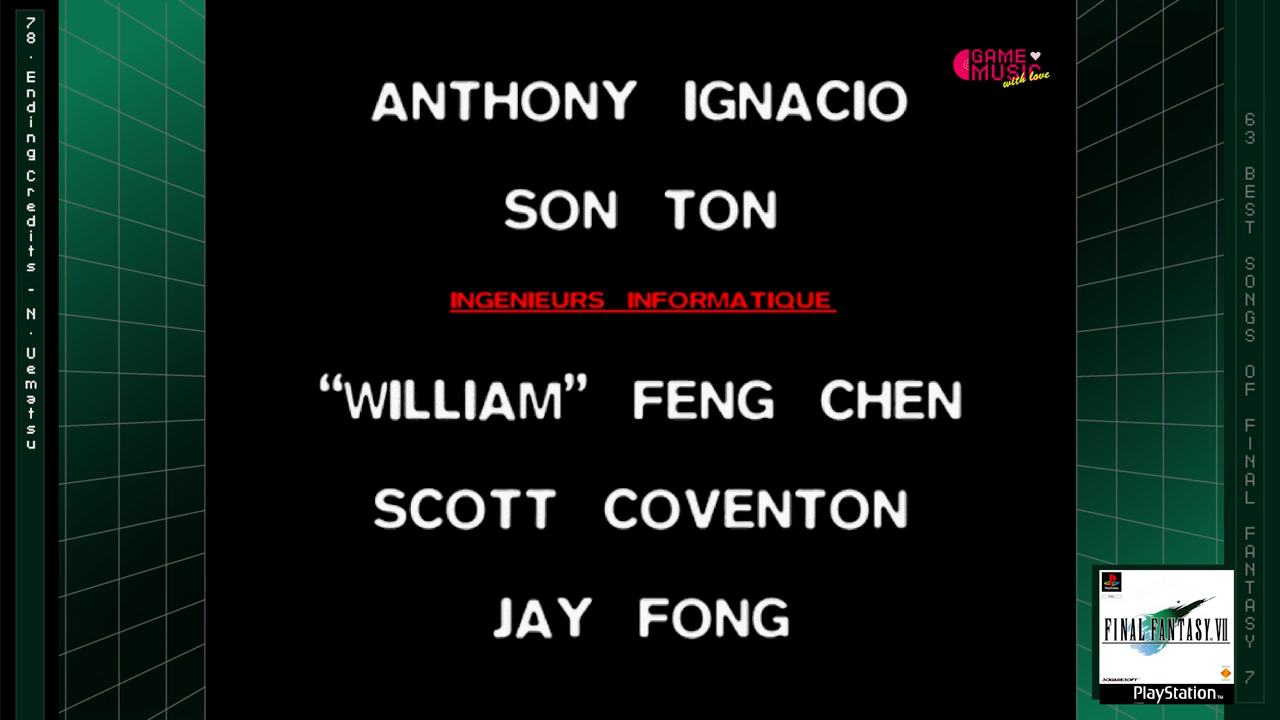 78. Ending Credits - N. Uematsu
GAME
MUSIC
with love
ANTHONY IGNACIO
SON TON
INGENIEURS INFORMATIQUE
“WILLIAM” FENG CHEN
SCOTT COVENTON
JAY FONG
63 BEST SONGS OF FINAL FANTASY 7
FINAL FANTASY VII
SQUARESOFT
PlayStation